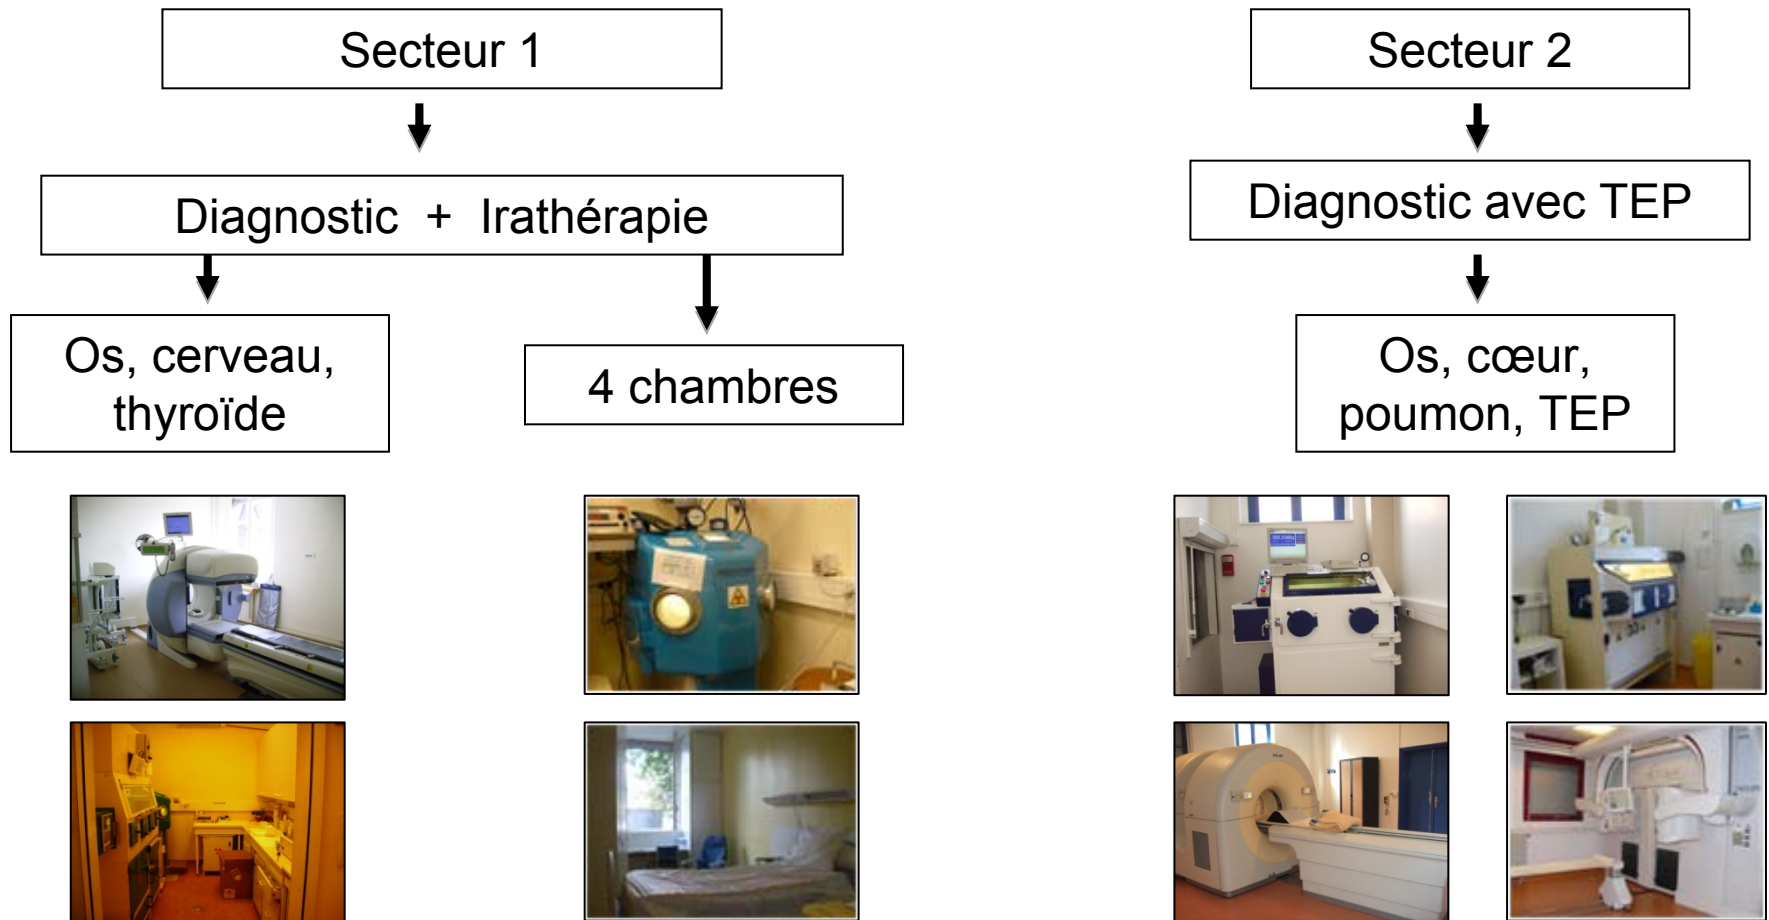 Secteur 1
Secteur 2
Diagnostic + Irathérapie
Diagnostic avec TEP
Os, cerveau,
thyroïde
4 chambres
Os, cœur,
poumon, TEP